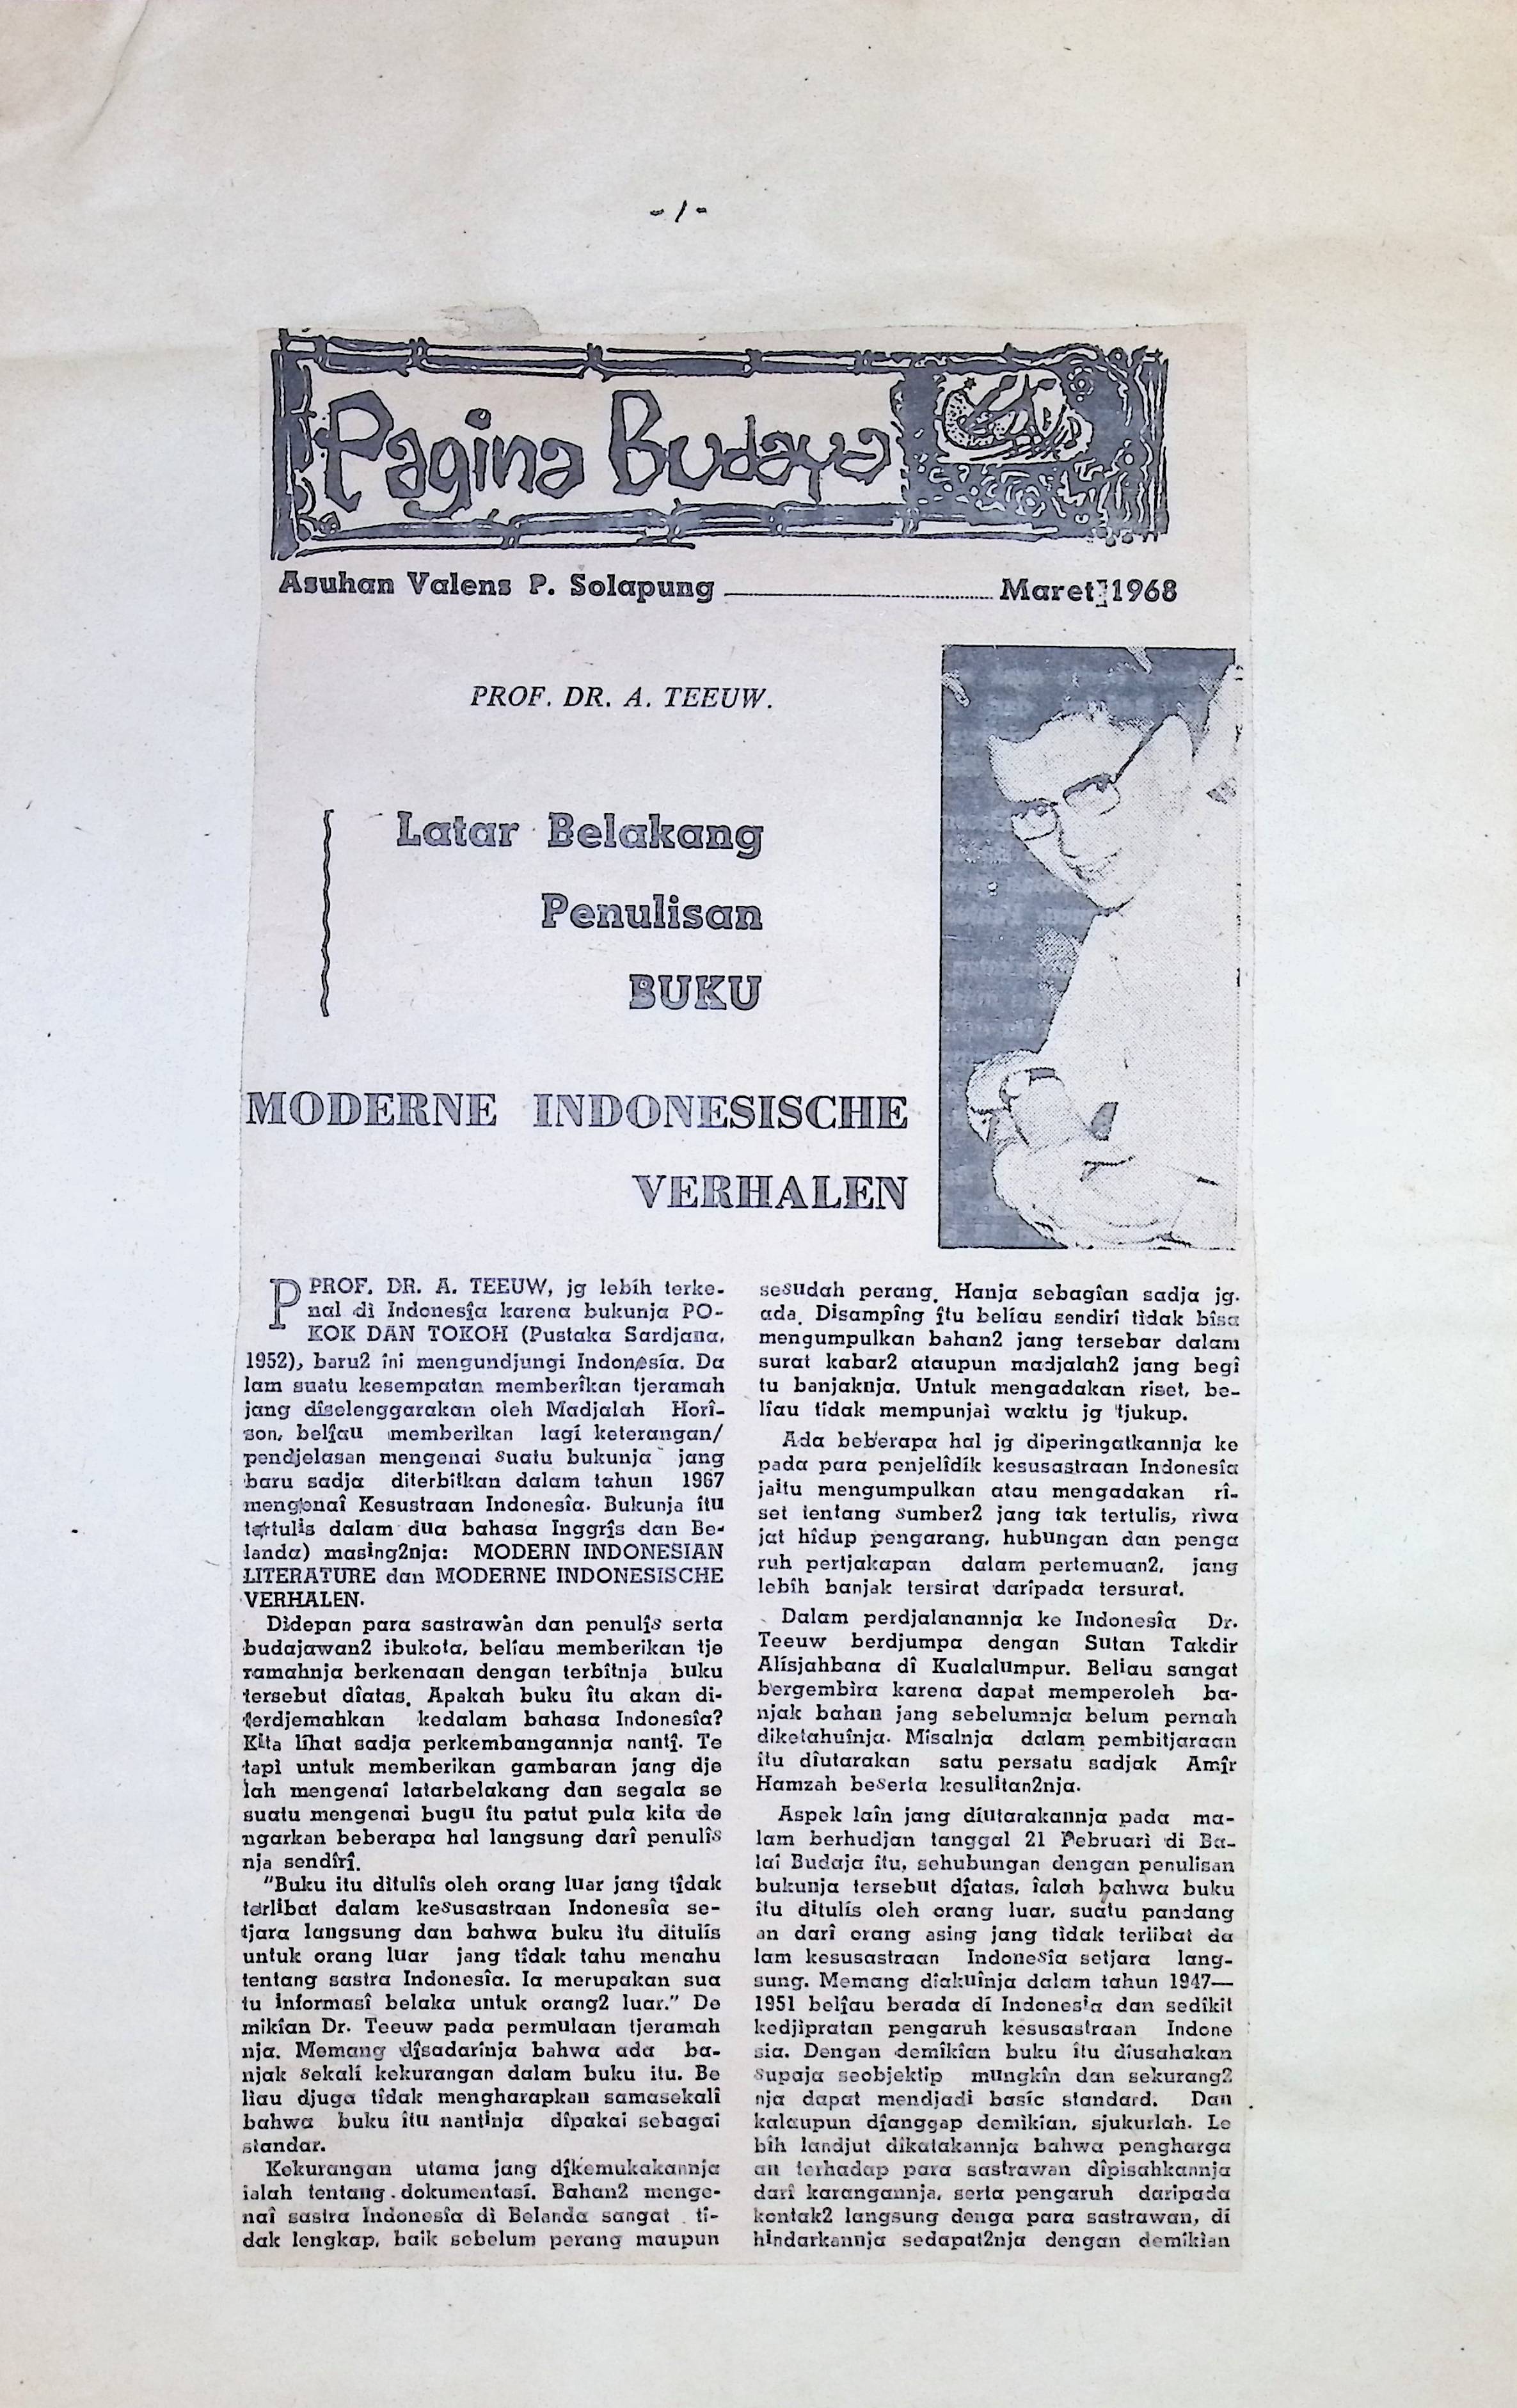 -1-
Pagina Budaya
Asuhan Valens P. Solapung
Maret 1968
PROF. DR. A. TEEUW.
Latar Belakang
Penulisan
BUKU
MODERNE INDONESISCHE
VERHALEN
PPROF. DR. A. TEEUW, jg lebih terke-
nal di Indonesia karena bukunja PO-
KOK DAN TOKOH (Pustaka Sardjana,
1952), baru2 ini mengundjungi Indonesia. Da
lam suatu kesempatan memberikan tjeramah
jang diselenggarakan oleh Madjalah Hori-
son, beliau memberikan lagi keterangan/
pendjelasan mengenai suatu bukunja jang
baru sadja diterbitkan dalam tahun 1967
mengenai Kesustraan Indonesia. Bukunja itu
tertulis dalam dua bahasa Inggris dan Be-
landa) masing2nja: MODERN INDONESIAN
LITERATURE dan MODERNE INDONESISCHE
VERHALEN.
Didepan para sastrawan dan penulis serta
budajawan2 ibukota, beliau memberikan tje
ramahnja berkenaan dengan terbitnja buku
tersebut diatas. Apakah buku itu akan di-
terdjemahkan kedalam bahasa Indonesia?
Kita lihat sadja perkembangannja nanti. Te
tapi untuk memberikan gambaran jang dje
lah mengenai latarbelakang dan segala se
suatu mengenai bugu itu patut pula kita de
ngarkan beberapa hal langsung dari penulis
nja sendiri.
"Buku itu ditulis oleh orang luar jang tidak
terlibat dalam kesusastraan Indonesia se-
tjara langsung dan bahwa buku itu ditulis
untuk orang luar jang tidak tahu menahu
tentang sastra Indonesia. Ia merupakan sua
tu informasi belaka untuk orang2 luar." De
mikian Dr. Teeuw pada permulaan tjeramah
nja. Memang disadarinja bahwa ada ba-
njak sekali kekurangan dalam buku itu. Be
liau djuga tidak mengharapkan samasekali
bahwa buku itu nantinja dipakai sebagai
standar.
Kekurangan utama jang dikemukakannja
ialah tentang dokumentasi. Bahan2 menge-
nai sastra Indonesia di Belanda sangat ti-
dak lengkap, baik sebelum perang maupun
sesudah perang. Hanja sebagian sadja jg.
ada. Disamping itu beliau sendiri tidak bisa
mengumpulkan bahan2 jang tersebar dalam
surat kabar2 ataupun madjalah2 jang begi
tu banjaknja. Untuk mengadakan riset, be-
liau tidak mempunjai waktu jg tjukup.
Ada beberapa hal jg diperingatkannja ke
pada para penjelidik kesusastraan Indonesia
jaitu mengumpulkan atau mengadakan ri-
set tentang sumber2 jang tak tertulis, riwa
jat hidup pengarang, hubungan dan penga
ruh pertjakapan dalam pertemuan2, jang
lebih banjak tersirat daripada tersurat.
Dalam perdjalanannja ke Indonesia Dr.
Teeuw berdjumpa dengan Sutan Takdir
Alisjahbana di Kualalumpur. Beliau sangat
bergembira karena dapat memperoleh ba-
njak bahan jang sebelumnja belum pernah
diketahuinja. Misalnja dalam pembitjaraan
itu diutarakan satu persatu sadjak Amir
Hamzah beserta kesulitan2nja.
Aspek lain jang diutarakannja pada ma-
lam berhudjan tanggal 21 Pebruari di Ba-
lai Budaja itu, sehubungan dengan penulisan
bukunja tersebut diatas, ialah bahwa buku
itu ditulis oleh orang luar, suatu pandang
an dari orang asing jang tidak terlibat da
lam kesusastraan Indonesia setjara lang-
sung. Memang diakuinja dalam tahun 1947—
1951 beliau berada di Indonesia dan sedikit
kedjipratan pengaruh kesusastraan Indone
sia. Dengan demikian buku itu diusahakan
supaja seobjektip mungkin dan sekurang2
nja dapat mendjadi basic standard. Dan
kalaupun dianggap demikian, sjukurlah. Le
bih landjut dikatakannja bahwa pengharga
an terhadap para sastrawan dipisahkannja
dari karangannja, serta pengaruh daripada
kontak2 langsung denga para sastrawan, di
hindarkannja sedapat2nja dengan demikian